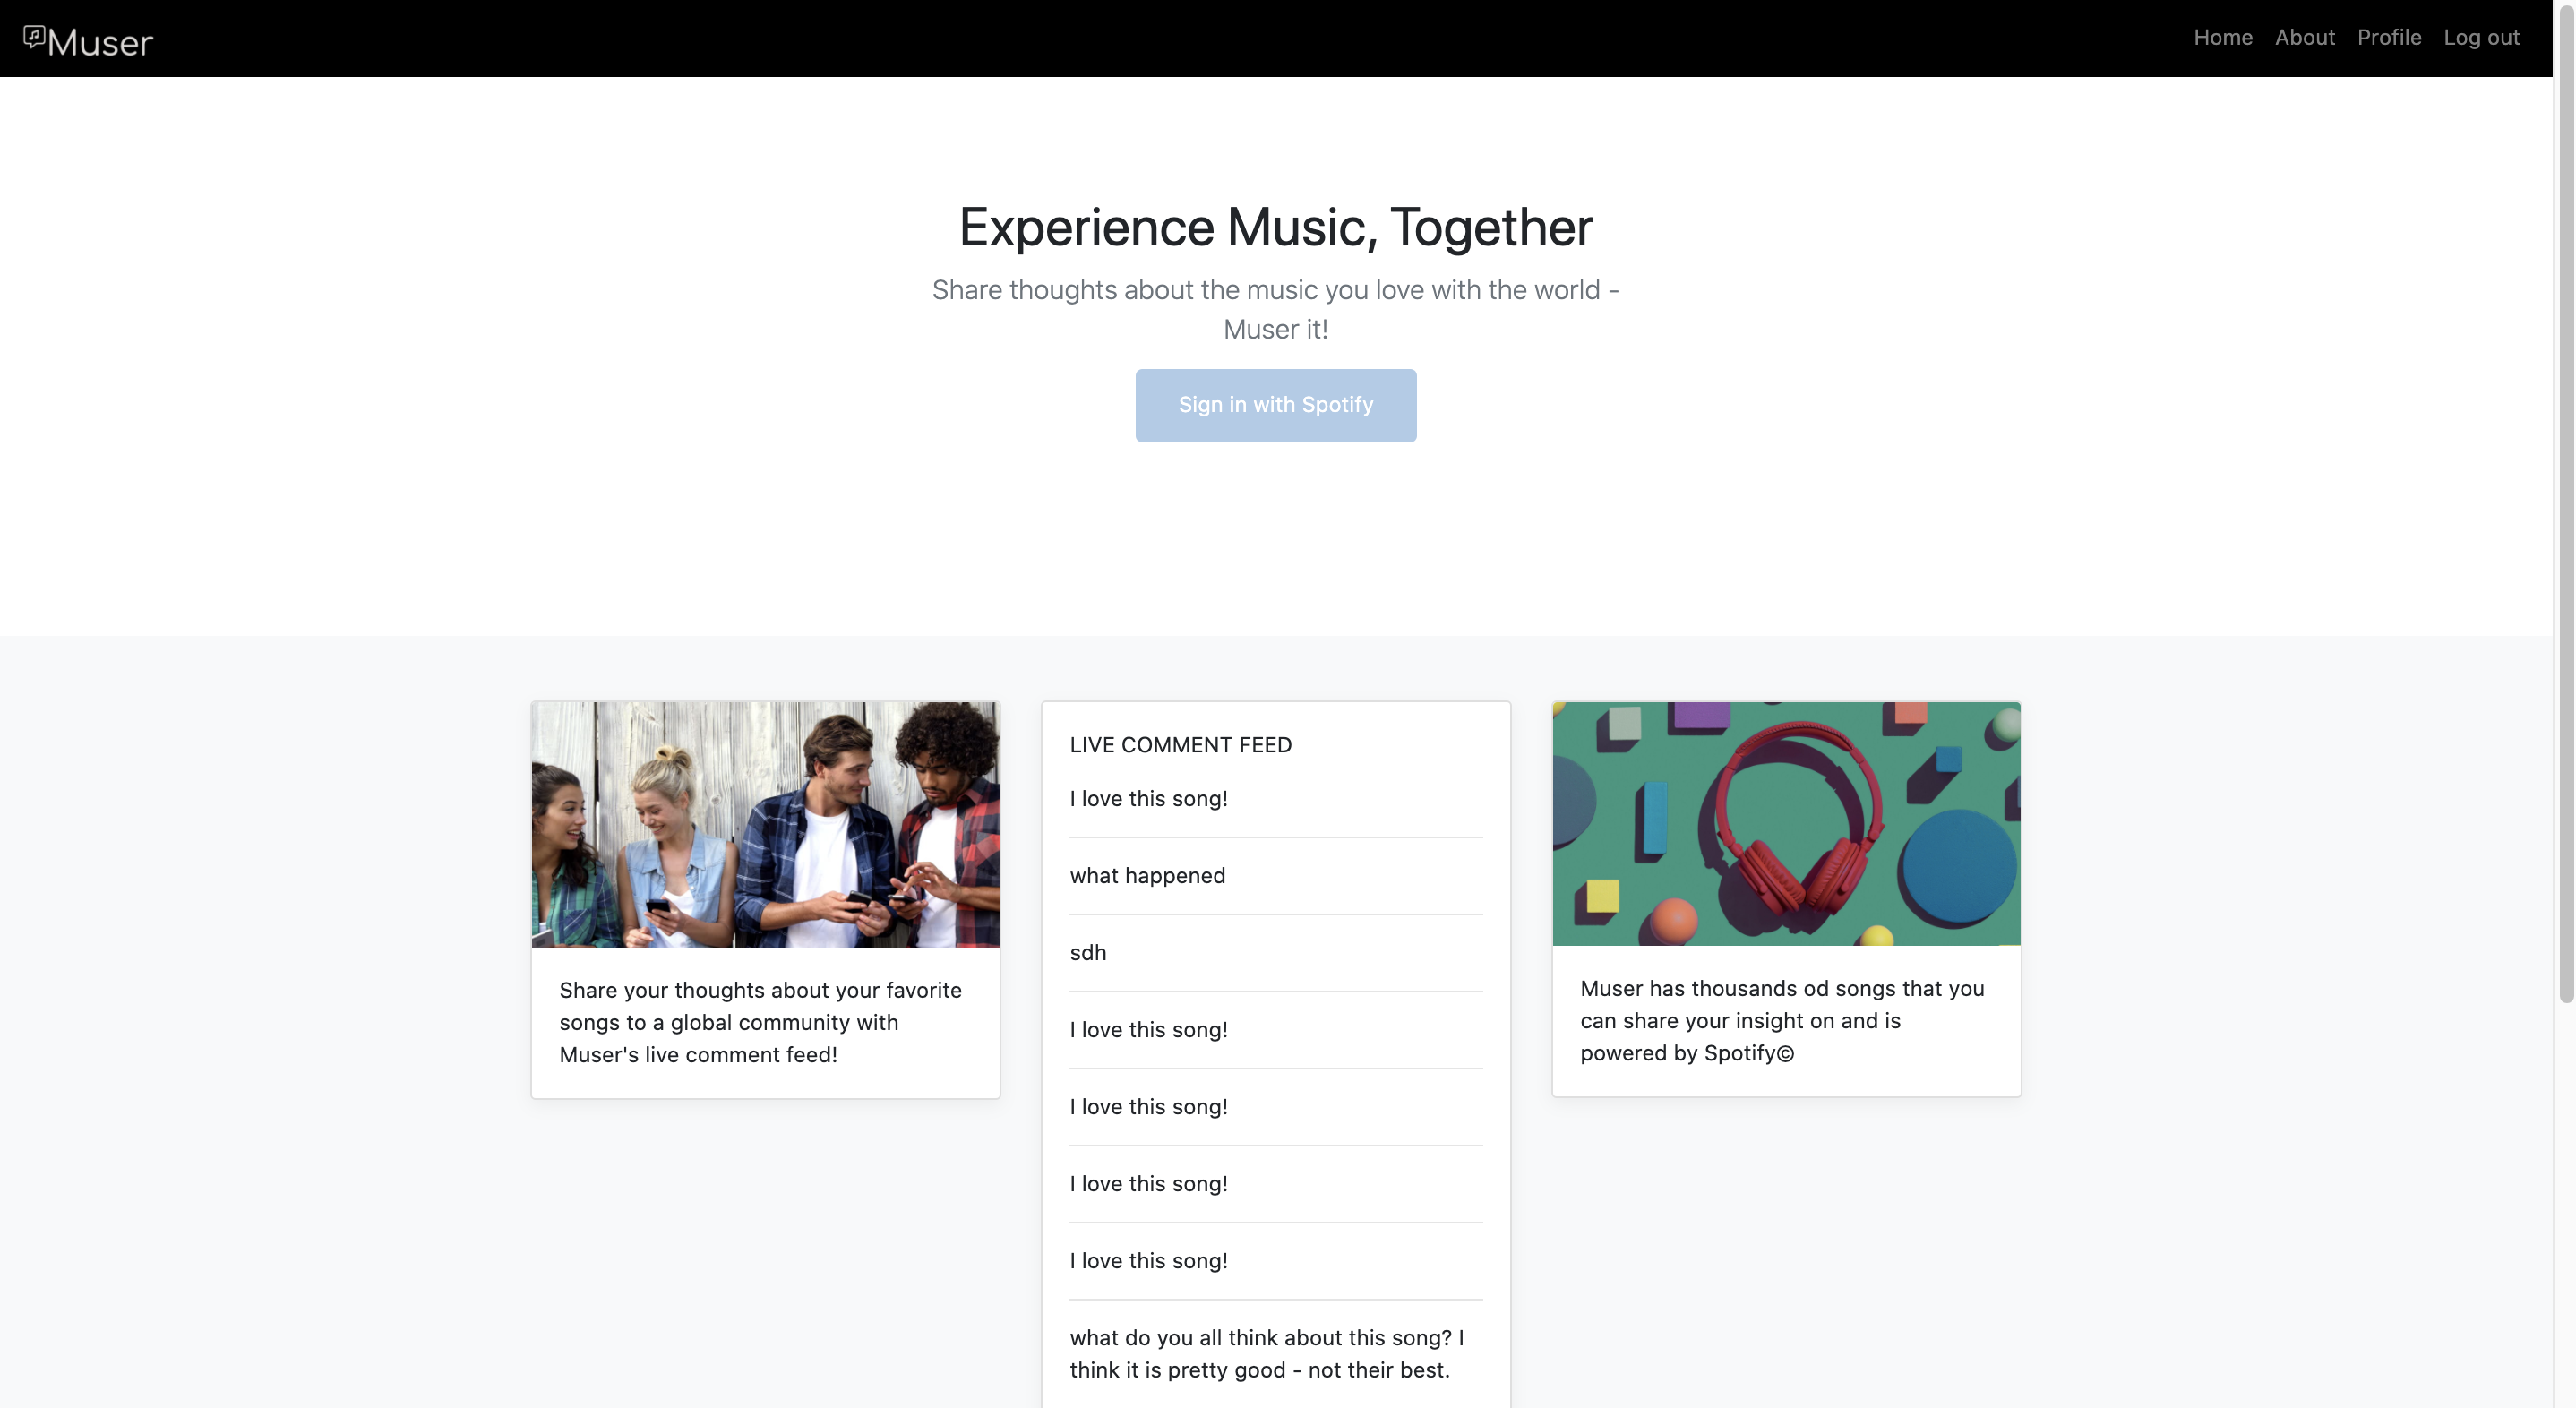 Muser
Home About Profile Log out
Experience Music, Together
Share thoughts about the music you love with the world -
Muser it!
Sign in with Spotify
Share your thoughts about your favorite
songs to a global community with
Muser's live comment feed!
LIVE COMMENT FEED
I love this song!
what happened
sdh
I love this song!
I love this song!
I love this song!
I love this song!
what do you all think about this song? I
think it is pretty good - not their best.
Muser has thousands od songs that you
can share your insight on and is
powered by Spotify©